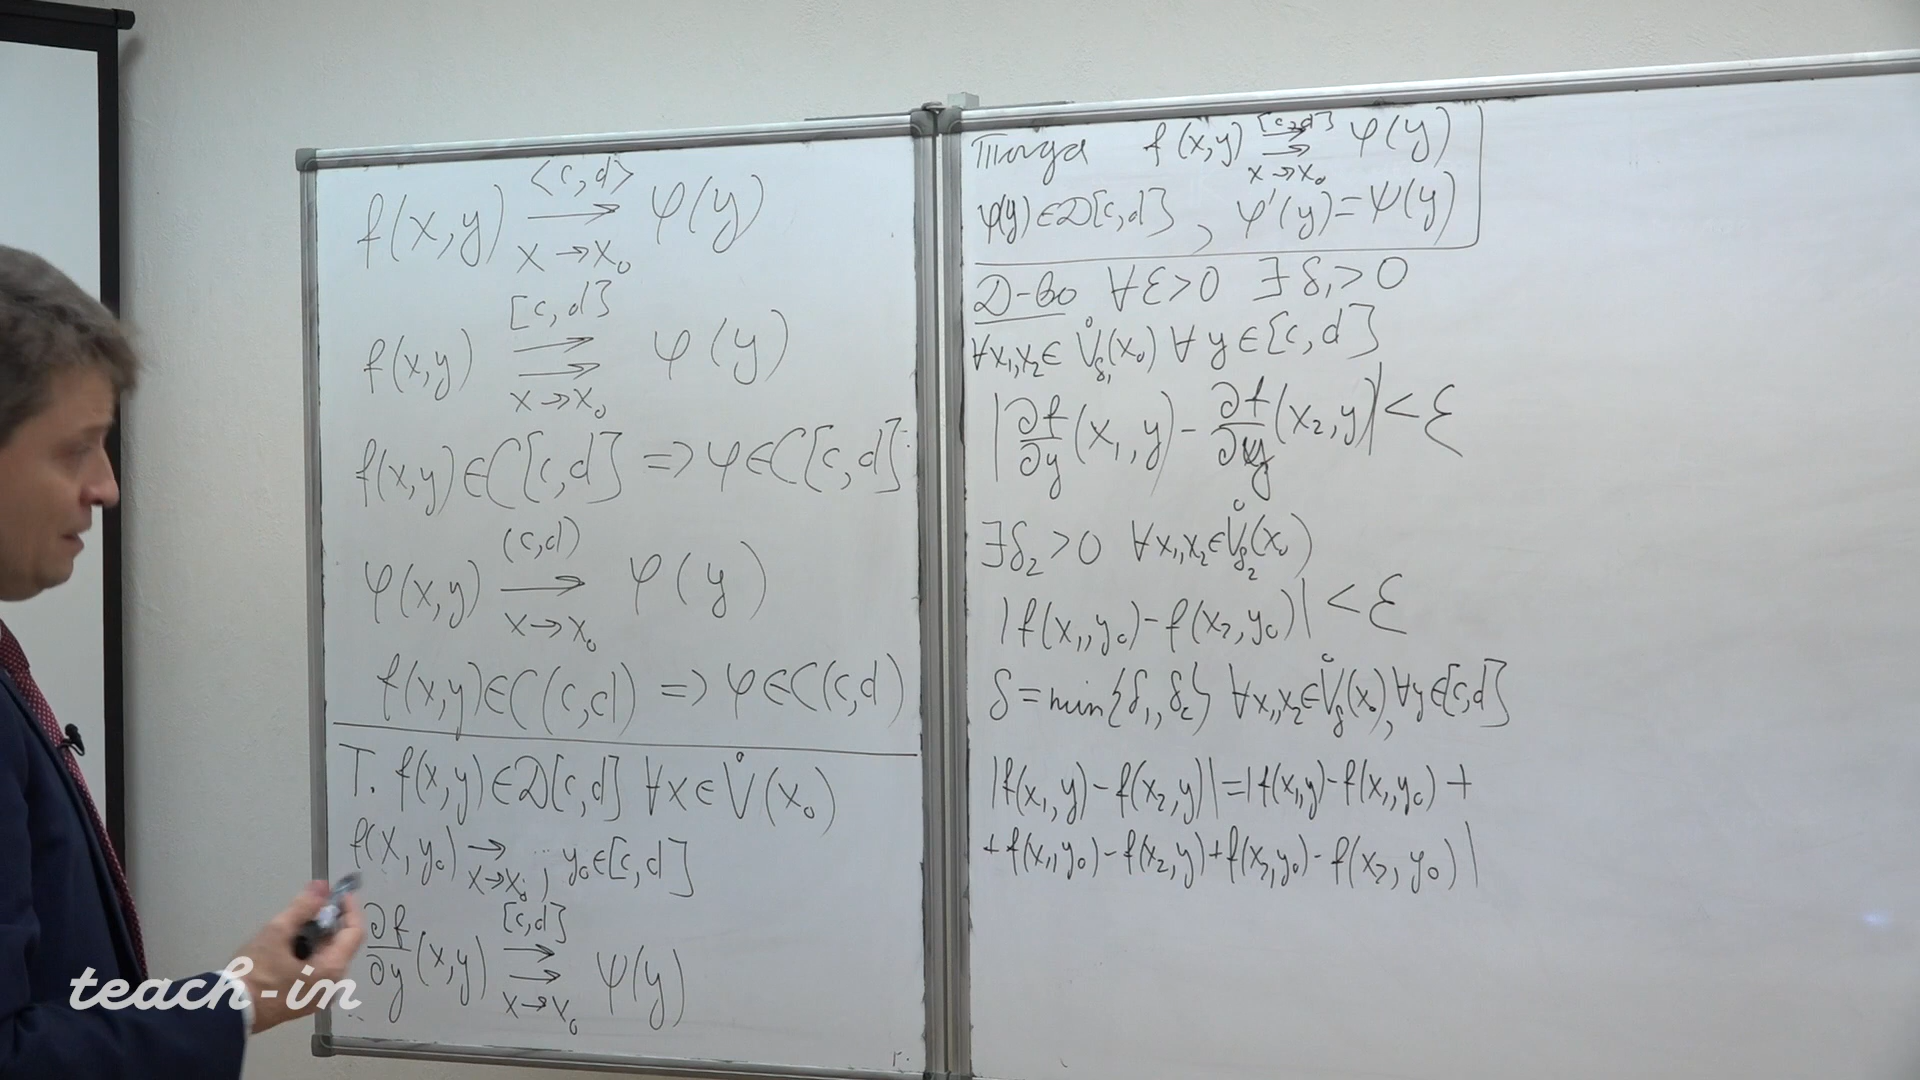 f(x,y) →^{⟨c,d⟩}_{x→x₀} φ(y)
f(x,y) ⇉^{[c,d]}_{x→x₀} φ(y)
f(x,y)∈C[c,d] => φ∈C[c,d]
φ(x,y) →^{(c,d)}_{x→x₀} φ(y)
f(x,y)∈C(c,d) => φ∈C(c,d)
Т. f(x,y)∈D[c,d] ∀x∈V̊(x₀)
f(x,y₀) →_{x→x₀}, y₀∈[c,d]
∂f/∂y (x,y) ⇉^{[c,d]}_{x→x₀} ψ(y)
Тогда f(x,y) ⇉^{[c,d]}_{x→x₀} φ(y)
φ(y)∈D[c,d], φ'(y)=ψ(y)
Д-во ∀ε>0 ∃δ₁>0
∀x₁,x₂∈V̊_{δ₁}(x₀) ∀y∈[c,d]
|∂f/∂y (x₁,y) - ∂f/∂y (x₂,y)| < ε
∃δ₂>0 ∀x₁,x₂∈V̊_{δ₂}(x₀)
|f(x₁,y₀)-f(x₂,y₀)| < ε
δ=min{δ₁,δ₂} ∀x₁,x₂∈V̊_δ(x₀), ∀y∈[c,d]
|f(x₁,y)-f(x₂,y)|=|f(x₁,y)-f(x₁,y₀)+
+f(x₁,y₀)-f(x₂,y)+f(x₂,y₀)-f(x₂,y₀)|
teach-in